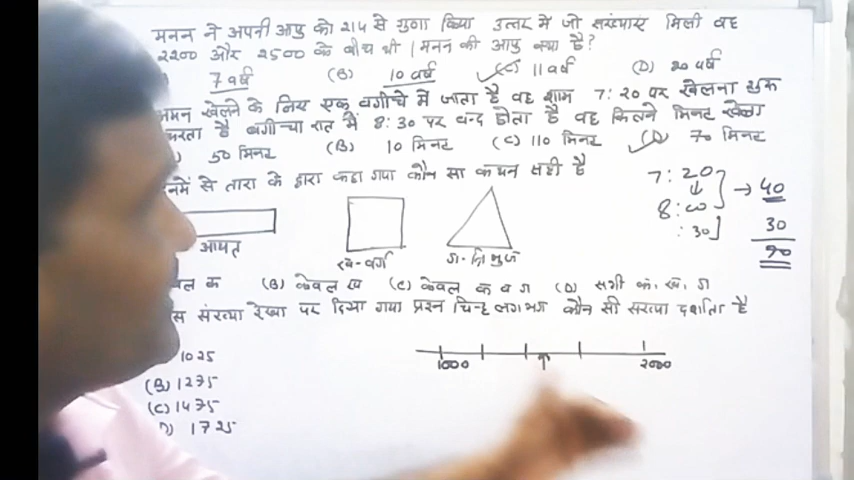 मनन ने अपनी आयु को 214 से गुणा किया उत्तर में जो संख्याएं मिली वह
2200 और 2500 के बीच थी | मनन की आयु क्या है?
7 वर्ष (B) 10 वर्ष (C) 11 वर्ष (D) 20 वर्ष
खेलने के लिए एक बगीचे में जाता है वह शाम 7:20 पर खेलना शुरू
करता है बगीचा रात में 8:30 पर बन्द होता है वह कितने मिनट खेला
50 मिनट (B) 10 मिनट (C) 110 मिनट (D) 70 मिनट
में से तारा के द्वारा कहा गया कौन सा कथन सही है
7:20
8:00
:30
→ 40
30
70
आयत
ख-वर्ग
ग-त्रिभुज
क (B) केवल ख (C) केवल क व ग (D) सभी क, ख, ग
संख्या रेखा पर दिया गया प्रश्न चिन्ह लगभग कौन सी संख्या दर्शाता है
1000 2000
1025
(B) 1275
(C) 1475
1725